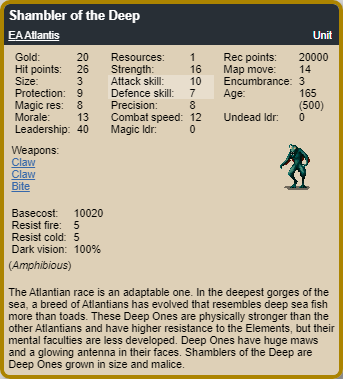 Shambler of the Deep
EA Atlantis Unit
Gold: 20 Resources: 1 Rec points: 20000
Hit points: 26 Strength: 16 Map move: 14
Size: 3 Attack skill: 10 Encumbrance: 3
Protection: 9 Defence skill: 7 Age: 165
Magic res: 8 Precision: 8 (500)
Morale: 13 Combat speed: 12 Undead ldr: 0
Leadership: 40 Magic ldr: 0
Weapons:
Claw
Claw
Bite
Basecost: 10020
Resist fire: 5
Resist cold: 5
Dark vision: 100%
(Amphibious)
The Atlantian race is an adaptable one. In the deepest gorges of the
sea, a breed of Atlantians has evolved that resembles deep sea fish
more than toads. These Deep Ones are physically stronger than the
other Atlantians and have higher resistance to the Elements, but their
mental faculties are less developed. Deep Ones have huge maws
and a glowing antenna in their faces. Shamblers of the Deep are
Deep Ones grown in size and malice.